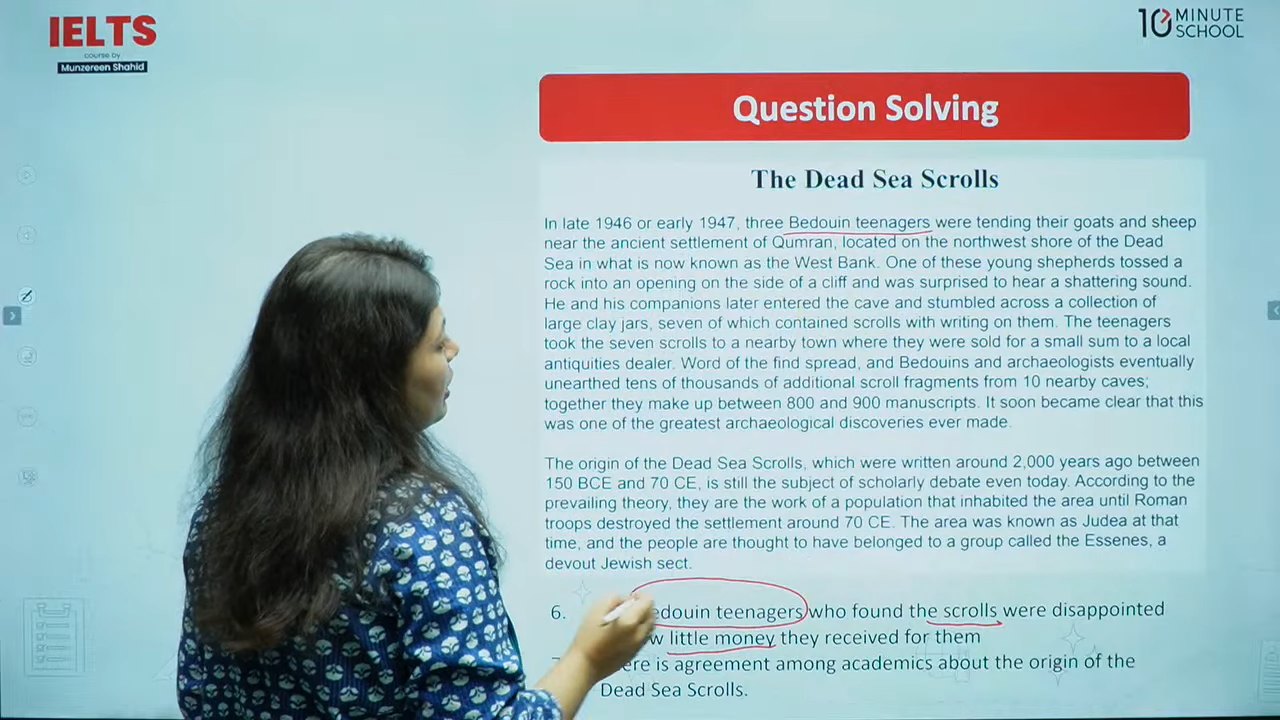 IELTS
course by
Munzereen Shahid
10 MINUTE
SCHOOL
Question Solving
The Dead Sea Scrolls
In late 1946 or early 1947, three Bedouin teenagers were tending their goats and sheep
near the ancient settlement of Qumran, located on the northwest shore of the Dead
Sea in what is now known as the West Bank. One of these young shepherds tossed a
rock into an opening on the side of a cliff and was surprised to hear a shattering sound.
He and his companions later entered the cave and stumbled across a collection of
large clay jars, seven of which contained scrolls with writing on them. The teenagers
took the seven scrolls to a nearby town where they were sold for a small sum to a local
antiquities dealer. Word of the find spread, and Bedouins and archaeologists eventually
unearthed tens of thousands of additional scroll fragments from 10 nearby caves;
together they make up between 800 and 900 manuscripts. It soon became clear that this
was one of the greatest archaeological discoveries ever made.
The origin of the Dead Sea Scrolls, which were written around 2,000 years ago between
150 BCE and 70 CE, is still the subject of scholarly debate even today. According to the
prevailing theory, they are the work of a population that inhabited the area until Roman
troops destroyed the settlement around 70 CE. The area was known as Judea at that
time, and the people are thought to have belonged to a group called the Essenes, a
devout Jewish sect.
6. teenagers who found the scrolls were disappointed
little money they received for them
is agreement among academics about the origin of the
Dead Sea Scrolls.